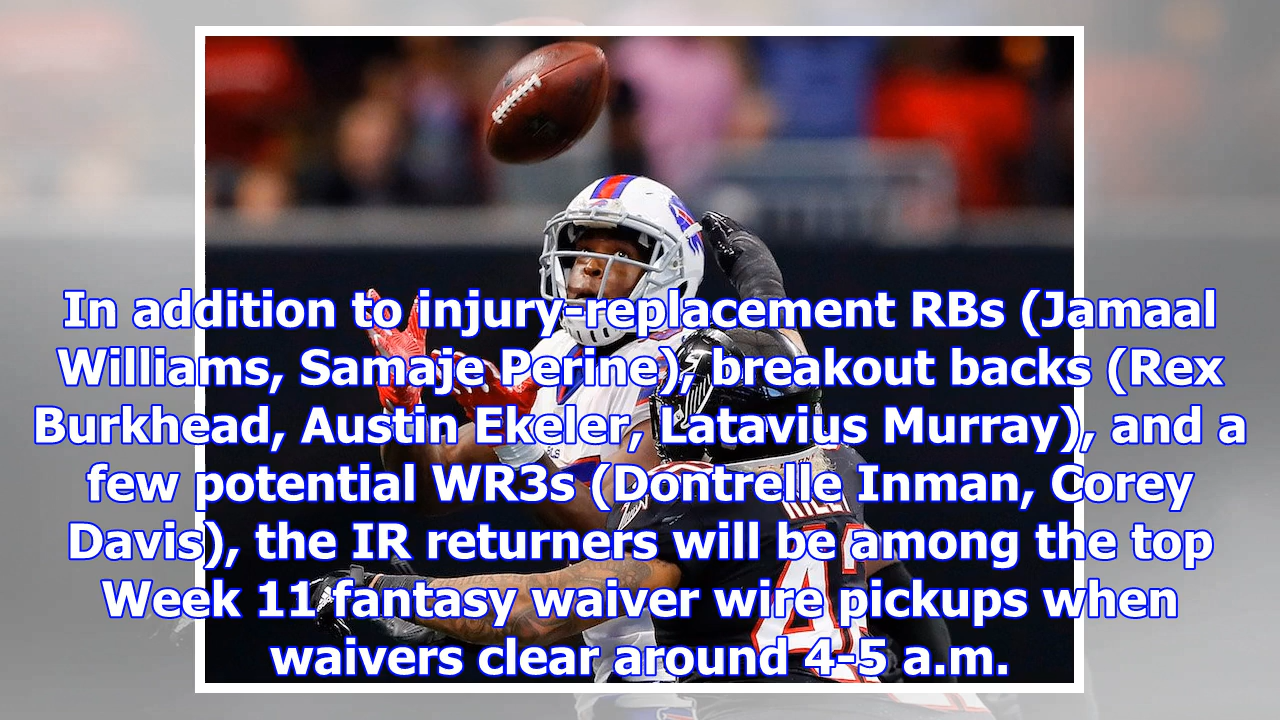 In addition to injury-replacement RBs (Jamaal
Williams, Samaje Perine), breakout backs (Rex
Burkhead, Austin Ekeler, Latavius Murray), and a
few potential WR3s (Dontrelle Inman, Corey
Davis), the IR returners will be among the top
Week 11 fantasy waiver wire pickups when
waivers clear around 4-5 a.m.